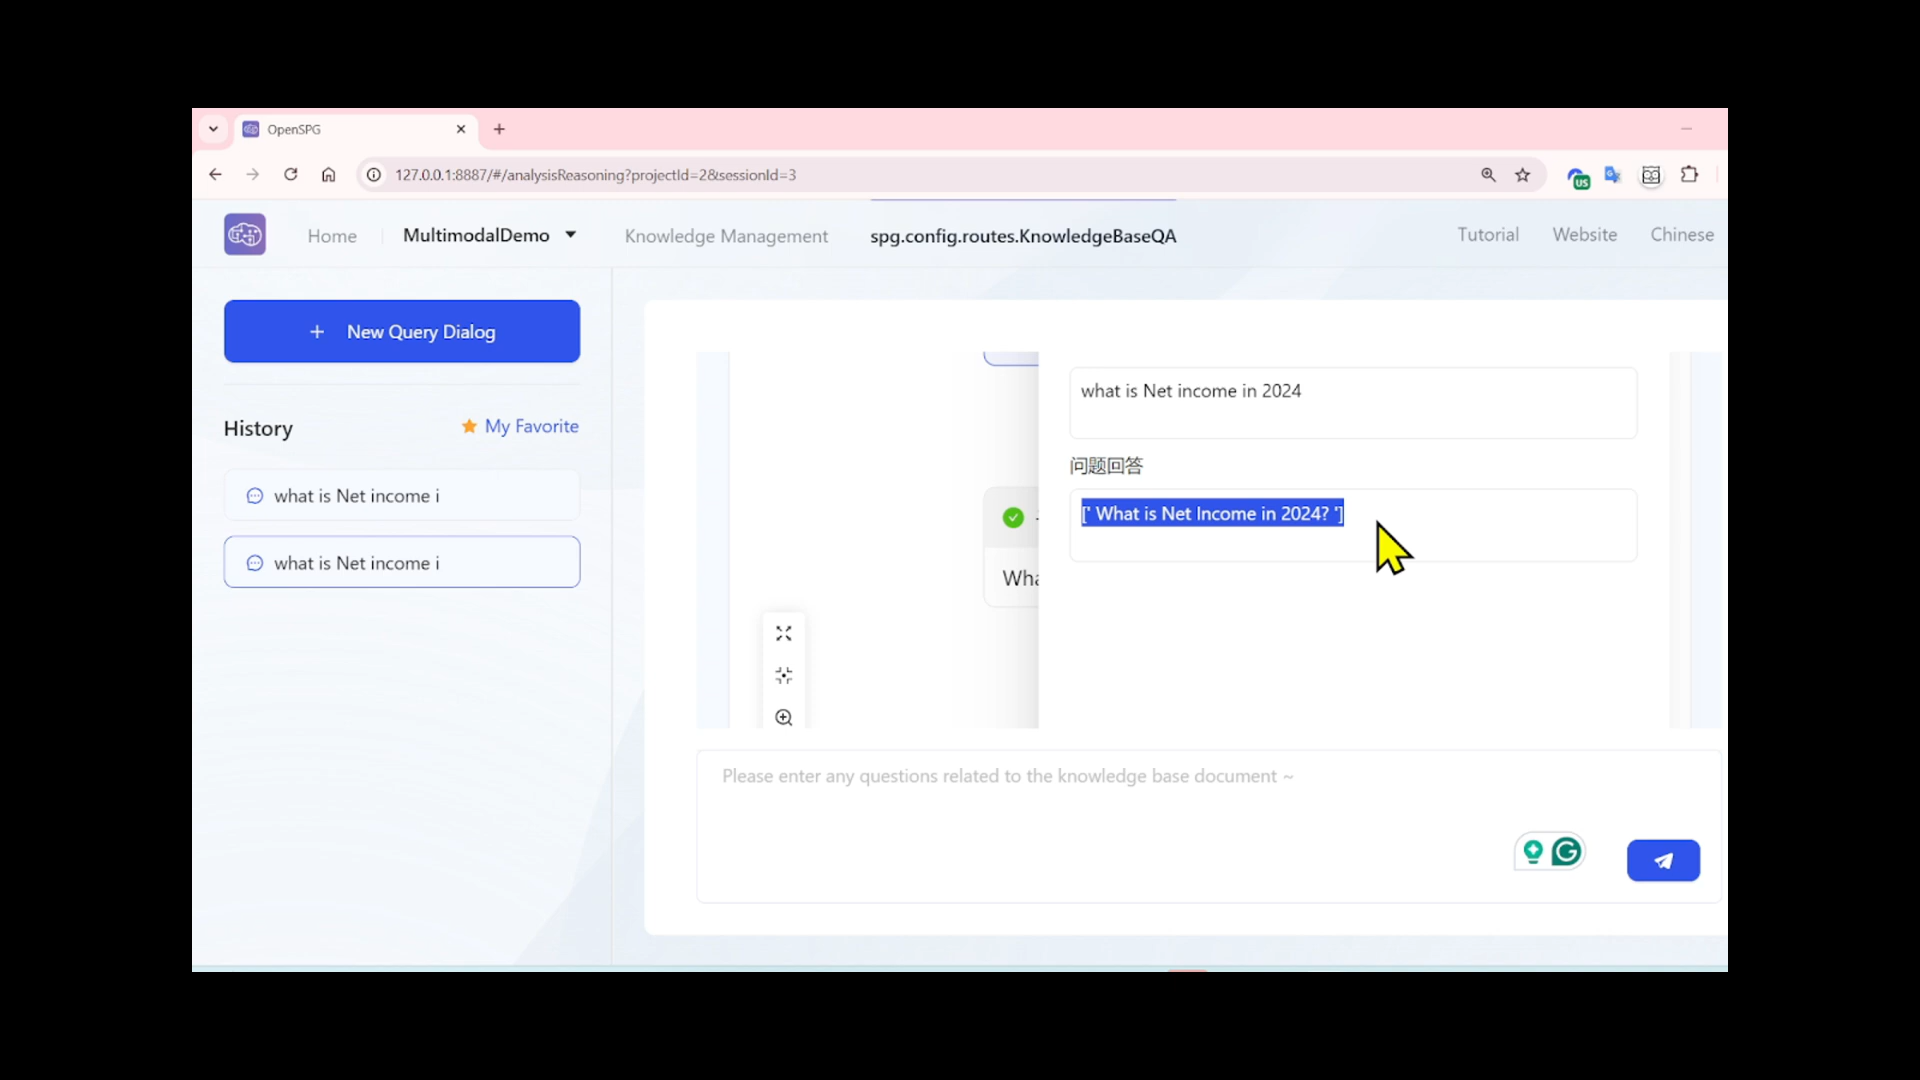 OpenSPG
127.0.0.1:8887/#/analysisReasoning?projectId=2&sessionId=3
US
Home
MultimodalDemo
Knowledge Management
spg.config.routes.KnowledgeBaseQA
Tutorial
Website
Chinese
+ New Query Dialog
History
My Favorite
what is Net income i
what is Net income i
what is Net income in 2024
问题回答
[' What is Net Income in 2024? ']
Wha
Please enter any questions related to the knowledge base document ~